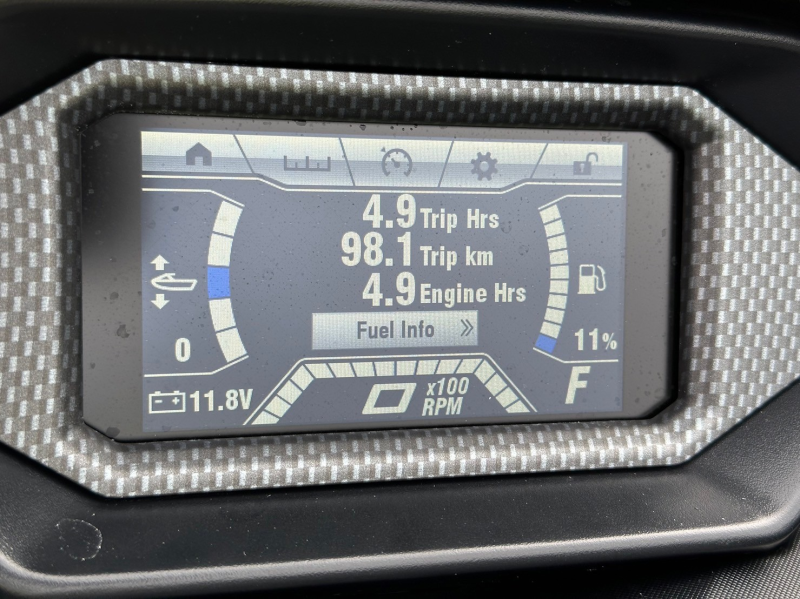 4.9 Trip Hrs
98.1 Trip km
4.9 Engine Hrs
Fuel Info
0
11%
11.8V
0 x100 RPM
F